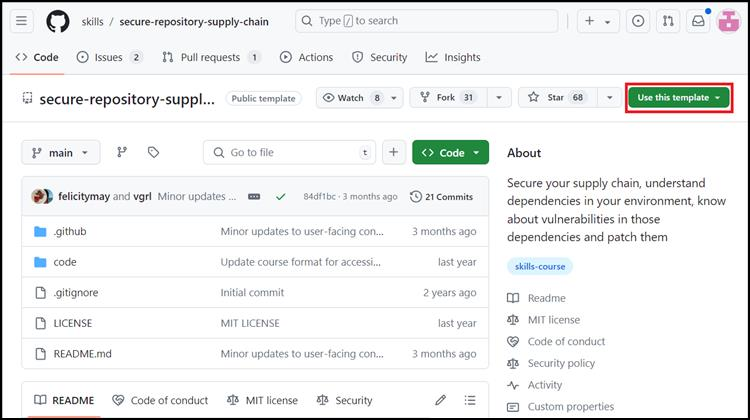 skills / secure-repository-supply-chain
Type / to search
Code
Issues 2
Pull requests 1
Actions
Security
Insights
secure-repository-suppl...
Public template
Watch 8
Fork 31
Star 68
Use this template
main
Go to file t
Code
About
Secure your supply chain, understand
dependencies in your environment, know
about vulnerabilities in those
dependencies and patch them
skills-course
felicitymay and vgrl Minor updates ... 84df1bc · 3 months ago 21 Commits
.github Minor updates to user-facing con... 3 months ago
code Update course format for accessi... last year
.gitignore Initial commit 2 years ago
LICENSE MIT LICENSE last year
README.md Minor updates to user-facing con... 3 months ago
Readme
MIT license
Code of conduct
Security policy
Activity
Custom properties
README Code of conduct MIT license Security